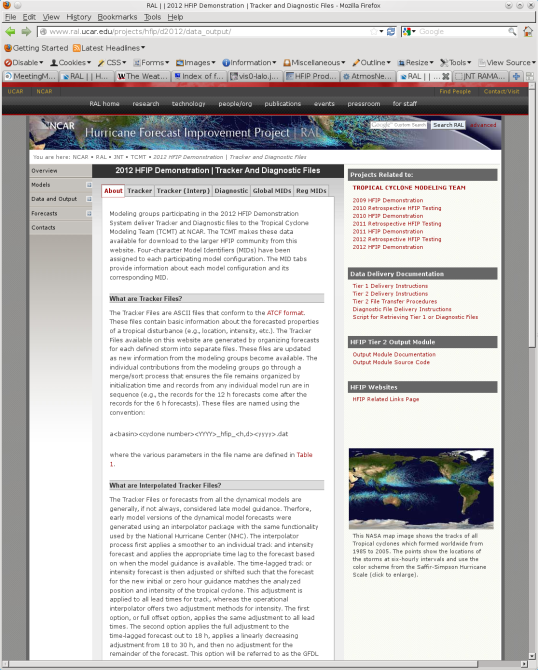 RAL | | 2012 HFIP Demonstration | Tracker and Diagnostic Files - Mozilla Firefox
File Edit View History Bookmarks Tools Help
www.ral.ucar.edu/projects/hfip/d2012/data_output/
Google
Getting Started Latest Headlines
Disable Cookies CSS Forms Images Information Miscellaneous Outline Resize Tools View Source
MeetingM... RAL | | H... The Weat... Index of f... vis0-lalo.j... HFIP Prod... AtmosNe... RAL | | ... JNT RAMA...
UCAR NCAR Find People Contact/Visit
RAL home research technology people/org publications events pressroom for staff
NCAR
Hurricane Forecast Improvement Project | RAL
Google Custom Search Search RAL advanced
You are here: NCAR • RAL • JNT • TCMT • 2012 HFIP Demonstration | Tracker and Diagnostic Files
Overview
Models
Data and Output
Forecasts
Contacts
2012 HFIP Demonstration | Tracker And Diagnostic Files
About Tracker Tracker (Interp) Diagnostic Global MIDs Reg MIDs
Modeling groups participating in the 2012 HFIP Demonstration
System deliver Tracker and Diagnostic files to the Tropical Cyclone
Modeling Team (TCMT) at NCAR. The TCMT makes these data
available for download to the larger HFIP community from this
website. Four-character Model Identifiers (MIDs) have been
assigned to each participating model configuration. The MID tabs
provide information about each model configuration and its
corresponding MID.
What are Tracker Files?
The Tracker Files are ASCII files that conform to the ATCF format.
These files contain basic information about the forecasted properties
of a tropical disturbance (e.g., location, intensity, etc.). The Tracker
Files available on this website are generated by organizing forecasts
for each defined storm into separate files. These files are updated
as new information from the modeling groups become available. The
individual contributions from the modeling groups go through a
merge/sort process that ensures the file remains organized by
initialization time and records from any individual model run are in
sequence (e.g., the records for the 12 h forecasts come after the
records for the 6 h forecasts). These files are named using the
convention:
a<basin><cyclone number><YYYY>_hfip_<h,d><yyyy>.dat
where the various parameters in the file name are defined in Table
1.
What are Interpolated Tracker Files?
The Tracker Files or forecasts from all the dynamical models are
generally, if not always, considered late model guidance. Therfore,
early model versions of the dynamical model forecasts were
generated using an interpolator package with the same functionality
used by the National Hurricane Center (NHC). The interpolator
process first applies a smoother to an individual track and intensity
forecast and applies the appropriate time lag to the forecast based
on when the model guidance is available. The time-lagged track or
intensity forecast is then adjusted or shifted such that the forecast
for the new initial or zero hour guidance matches the analyzed
position and intensity of the tropical cyclone. This adjustment is
applied to all lead times for track, whereas the operational
interpolator offers two adjustment methods for intensity. The first
option, or full offset option, applies the same adjustment to all lead
times. The second option applies the full adjustment to the
time-lagged forecast out to 18 h, applies a linearly decreasing
adjustment from 18 to 30 h, and then no adjustment for the
remainder of the forecast. This option will be referred to as the GFDL
Projects Related to:
TROPICAL CYCLONE MODELING TEAM
2009 HFIP Demonstration
2010 Retrospective HFIP Testing
2010 HFIP Demonstration
2011 Retrospective HFIP Testing
2011 HFIP Demonstration
2012 Retrospective HFIP Testing
2012 HFIP Demonstration
Data Delivery Documentation
Tier 1 Delivery Instructions
Tier 2 Delivery Instructions
Tier 2 File Transfer Procedures
Diagnostic File Delivery Instructions
Script for Retrieving Tier 1 or Diagnostic Files
HFIP Tier 2 Output Module
Output Module Documentation
Output Module Source Code
HFIP Websites
HFIP Related Links Page
This NASA map image shows the tracks of all
Tropical cyclones which formed worldwide from
1985 to 2005. The points show the locations of
the storms at six-hourly intervals and use the
color scheme from the Saffir-Simpson Hurricane
Scale (click to enlarge).